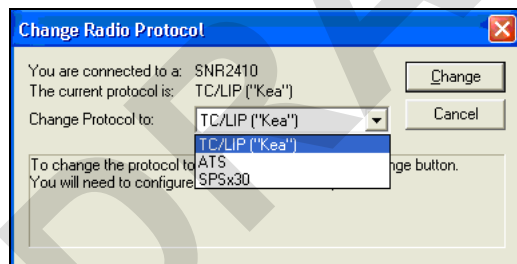 Change Radio Protocol
You are connected to a: SNR2410
The current protocol is: TC/LIP ("Kea")
Change Protocol to: TC/LIP ("Kea")
TC/LIP ("Kea")
ATS
SPSx30
To change the protocol to nge button.
You will need to configure
Change
Cancel